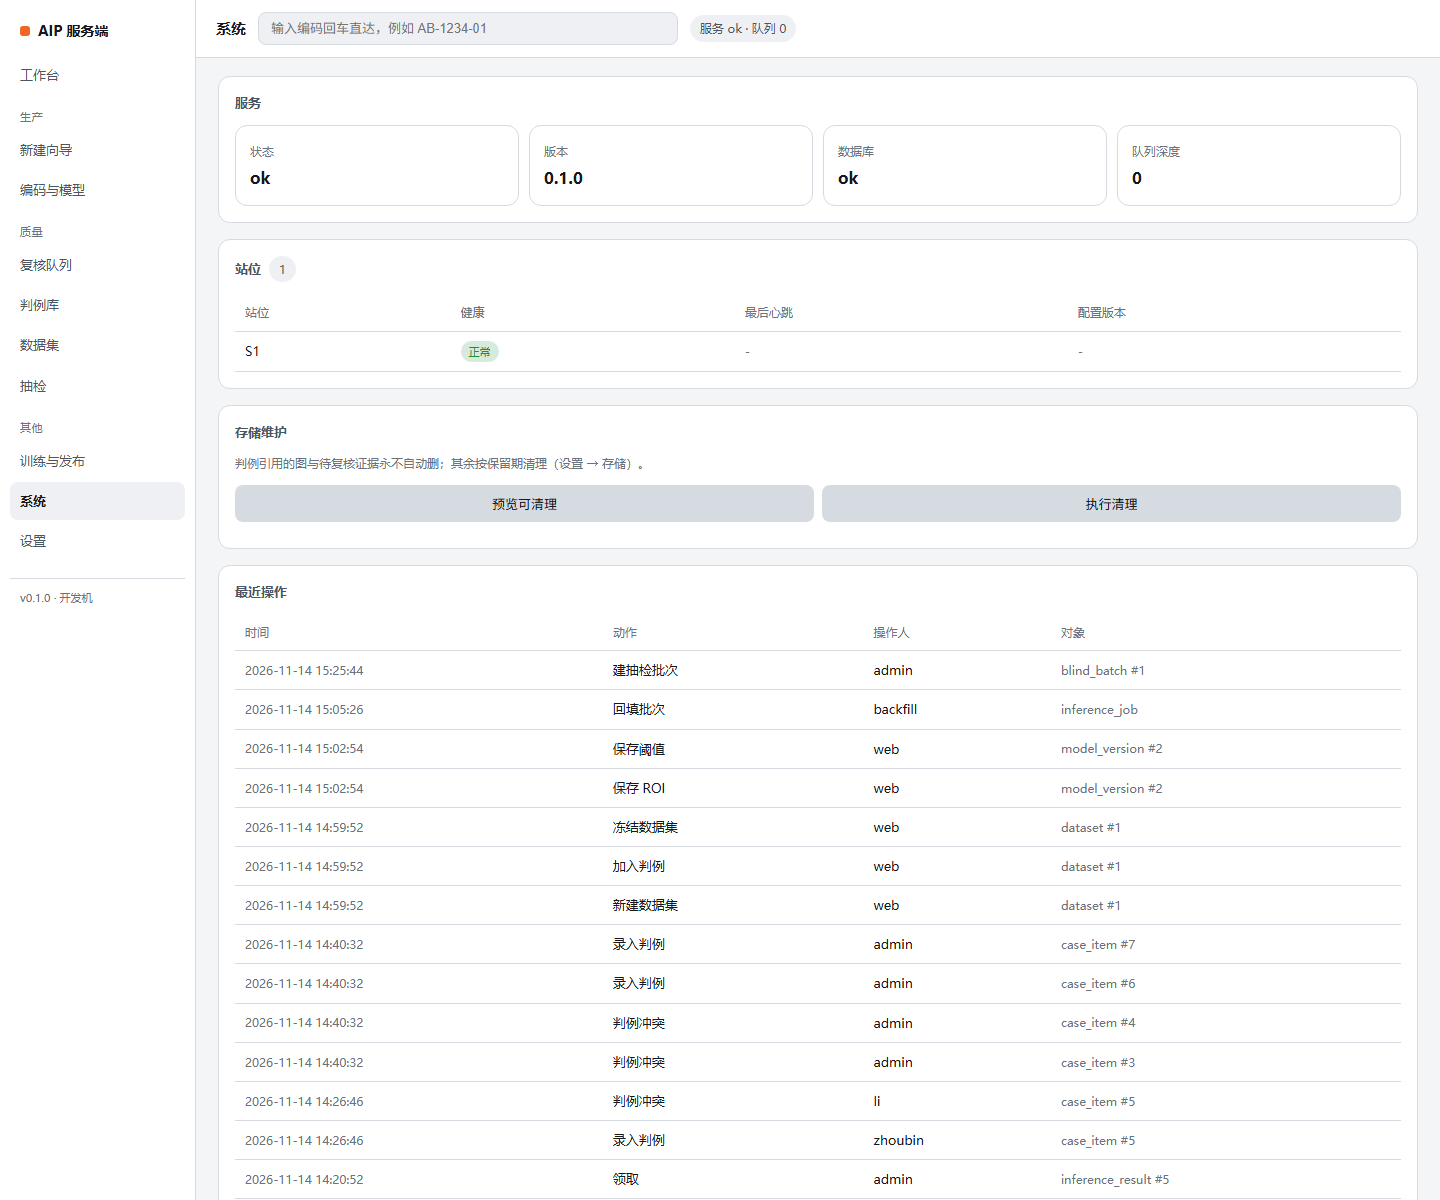 AIP 服务端
工作台
生产
新建向导
编码与模型
质量
复核队列
判例库
数据集
抽检
其他
训练与发布
系统
设置
v0.1.0 · 开发机
系统
输入编码回车直达，例如 AB-1234-01
服务 ok · 队列 0
服务
状态 版本 数据库 队列深度
ok 0.1.0 ok 0
站位 1
站位 健康 最后心跳 配置版本
S1 正常 - -
存储维护
判例引用的图与待复核证据永不自动删；其余按保留期清理（设置 → 存储）。
预览可清理 执行清理
最近操作
时间 动作 操作人 对象
2026-11-14 15:25:44 建抽检批次 admin blind_batch #1
2026-11-14 15:05:26 回填批次 backfill inference_job
2026-11-14 15:02:54 保存阈值 web model_version #2
2026-11-14 15:02:54 保存 ROI web model_version #2
2026-11-14 14:59:52 冻结数据集 web dataset #1
2026-11-14 14:59:52 加入判例 web dataset #1
2026-11-14 14:59:52 新建数据集 web dataset #1
2026-11-14 14:40:32 录入判例 admin case_item #7
2026-11-14 14:40:32 录入判例 admin case_item #6
2026-11-14 14:40:32 判例冲突 admin case_item #4
2026-11-14 14:40:32 判例冲突 admin case_item #3
2026-11-14 14:26:46 判例冲突 li case_item #5
2026-11-14 14:26:46 录入判例 zhoubin case_item #5
2026-11-14 14:20:52 领取 admin inference_result #5